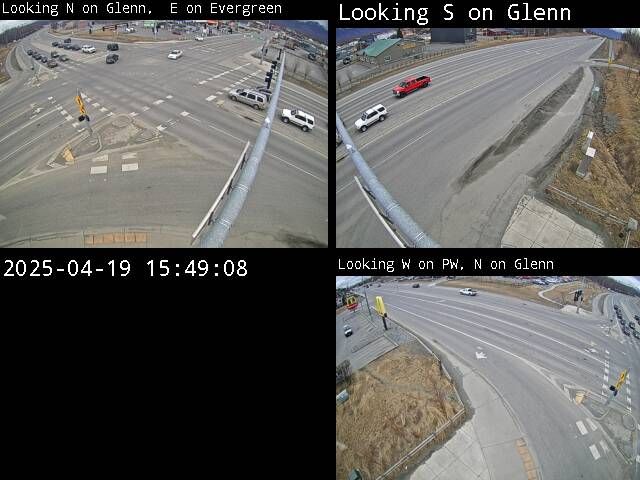 Looking N on Glenn,  E on Evergreen
Looking S on Glenn
2025-04-19 15:49:08
Looking W on PW, N on Glenn